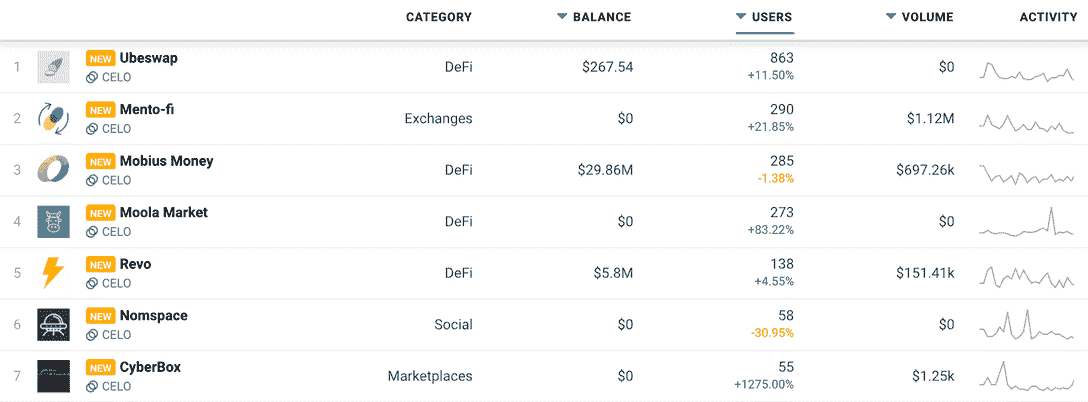 CATEGORY BALANCE USERS VOLUME ACTIVITY
1 NEW Ubeswap DeFi $267.54 863 $0
CELO +11.50%
2 NEW Mento-fi Exchanges $0 290 $1.12M
CELO +21.85%
3 NEW Mobius Money DeFi $29.86M 285 $697.26k
CELO -1.38%
4 NEW Moola Market DeFi $0 273 $0
CELO +83.22%
5 NEW Revo DeFi $5.8M 138 $151.41k
CELO +4.55%
6 NEW Nomspace Social $0 58 $0
CELO -30.95%
7 NEW CyberBox Marketplaces $0 55 $1.25k
CELO +1275.00%